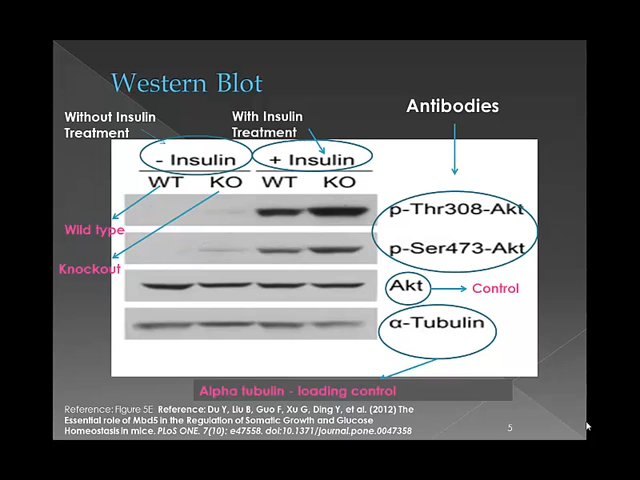 Western Blot
Without Insulin
Treatment
With Insulin
Treatment
Antibodies
- Insulin
+ Insulin
WT KO WT KO
p-Thr308-Akt
Wild type
p-Ser473-Akt
Knockout
Akt
Control
α-Tubulin
Alpha tubulin - loading control
Reference: Figure 5E Reference: Du Y, Liu B, Guo F, Xu G, Ding Y, et al. (2012) The
Essential role of Mbd5 in the Regulation of Somatic Growth and Glucose
Homeostasis in mice. PLoS ONE. 7(10): e47558. doi:10.1371/journal.pone.0047358
5